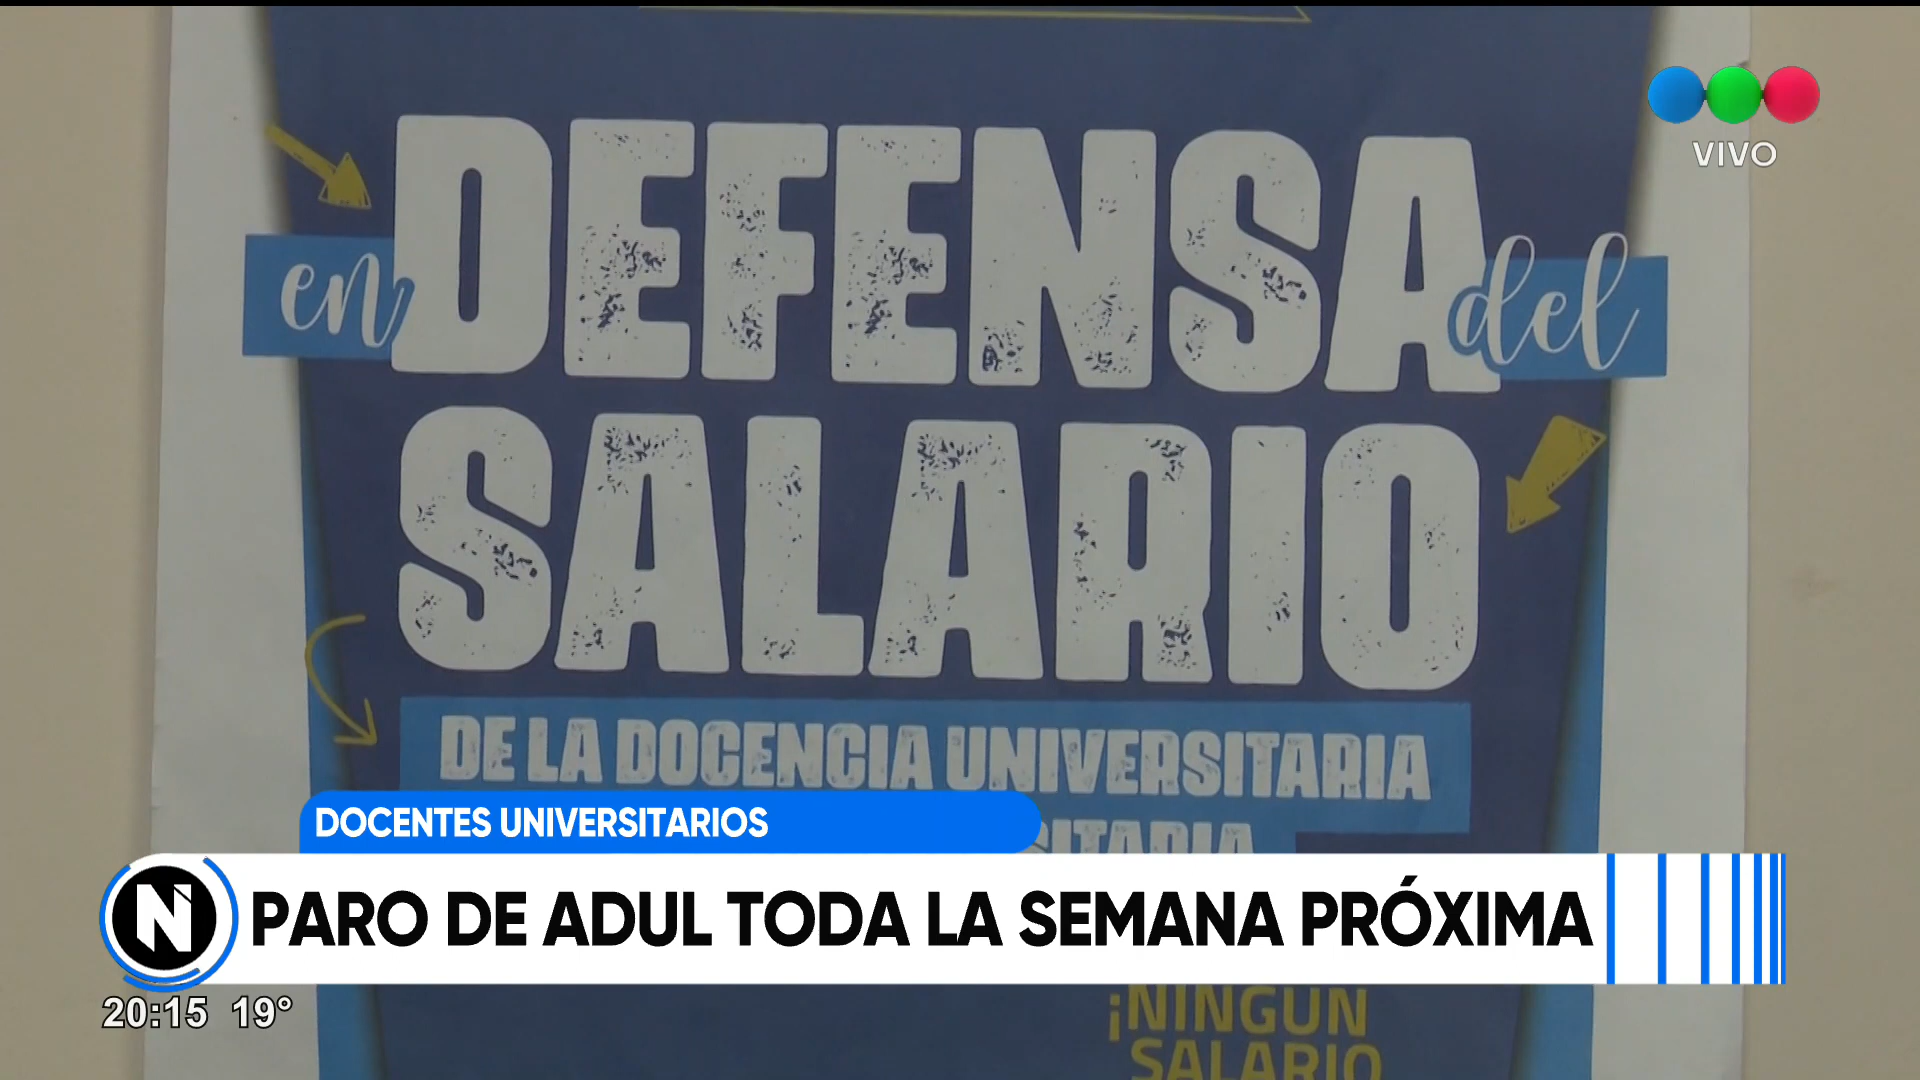 VIVO
en DEFENSA del
SALARIO
DE LA DOCENCIA UNIVERSITARIA
DOCENTES UNIVERSITARIOS
N PARO DE ADUL TODA LA SEMANA PRÓXIMA
20:15 19°
¡NINGUN
SALARIO